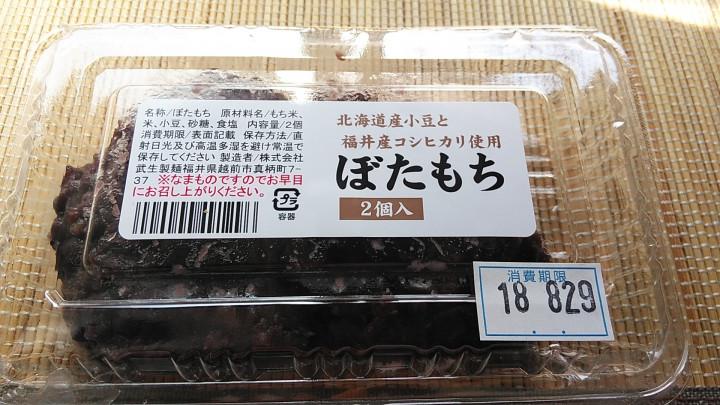 名称/ぼたもち 原材料名/もち米、
米、小豆、砂糖、食塩 内容量/2個
消費期限/表面記載 保存方法/直
射日光及び高温多湿を避け常温で
保存してください 製造者/株式会社
武生製麺福井県越前市真柄町7-
37 ※なまものですのでお早目
にお召し上がりください。
プラ
容器
北海道産小豆と
福井産コシヒカリ使用
ぼたもち
2個入
消費期限
18 829